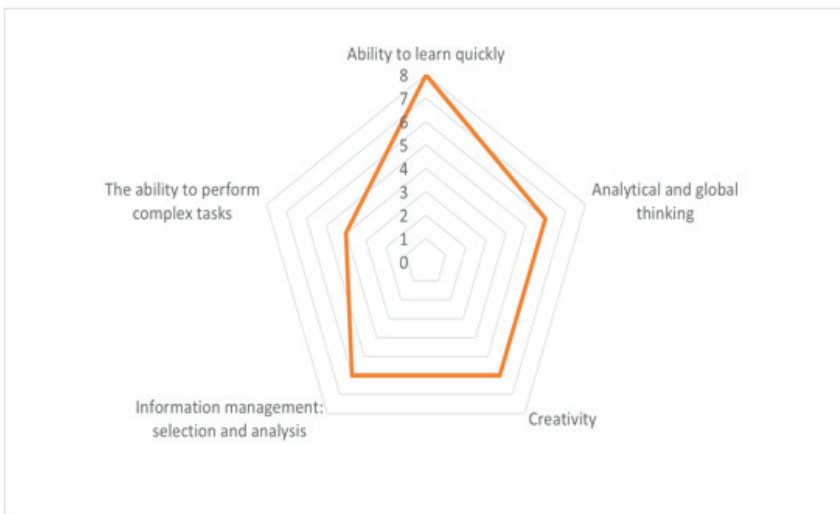 Ability to learn quickly
8
7
6
5
4
3
2
1
0
The ability to perform
complex tasks
Analytical and global
thinking
Information management:
selection and analysis
Creativity